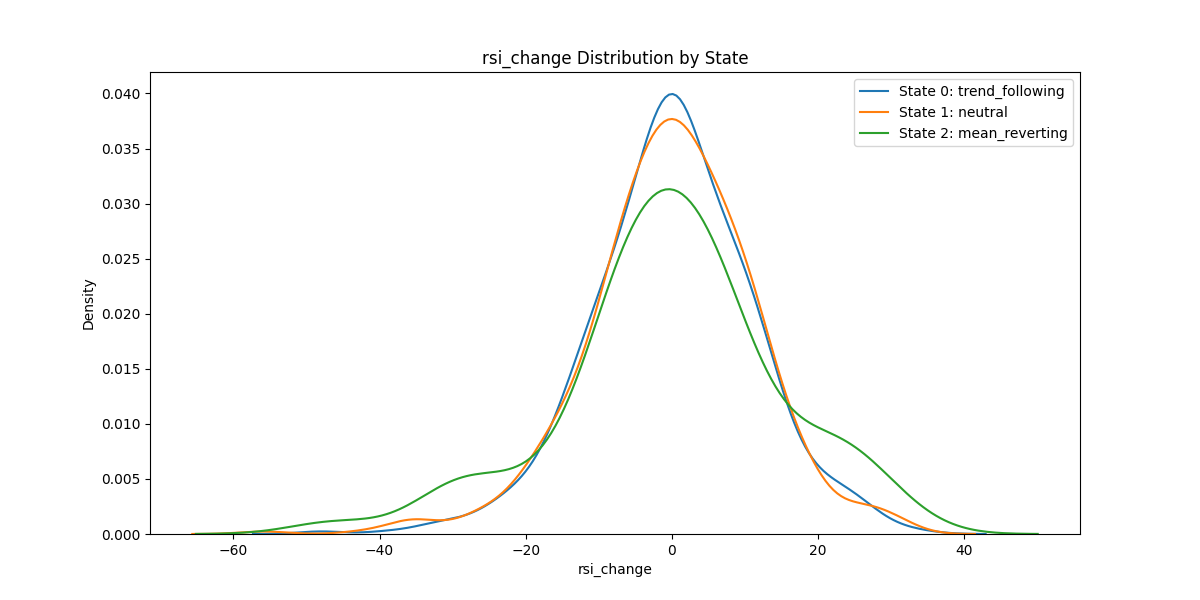 rsi_change Distribution by State
State 0: trend_following
State 1: neutral
State 2: mean_reverting
Density
0.040
0.035
0.030
0.025
0.020
0.015
0.010
0.005
0.000
−60
−40
−20
0
20
40
rsi_change